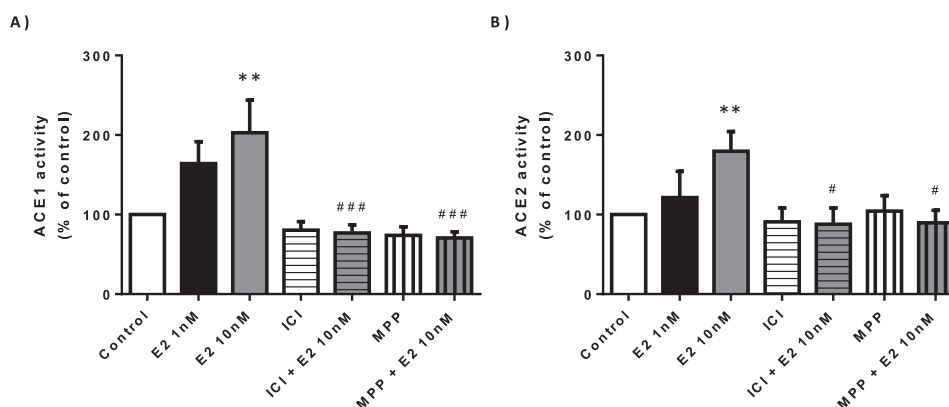 A)
ACE1 activity
(% of control)
300
200
100
0
**
###
###
Control
E2 1nM
E2 10nM
ICI
ICI + E2 10nM
MPP
MPP + E2 10nM
B)
ACE2 activity
(% of control)
300
200
100
0
**
#
#
Control
E2 1nM
E2 10nM
ICI
ICI + E2 10nM
MPP
MPP + E2 10nM